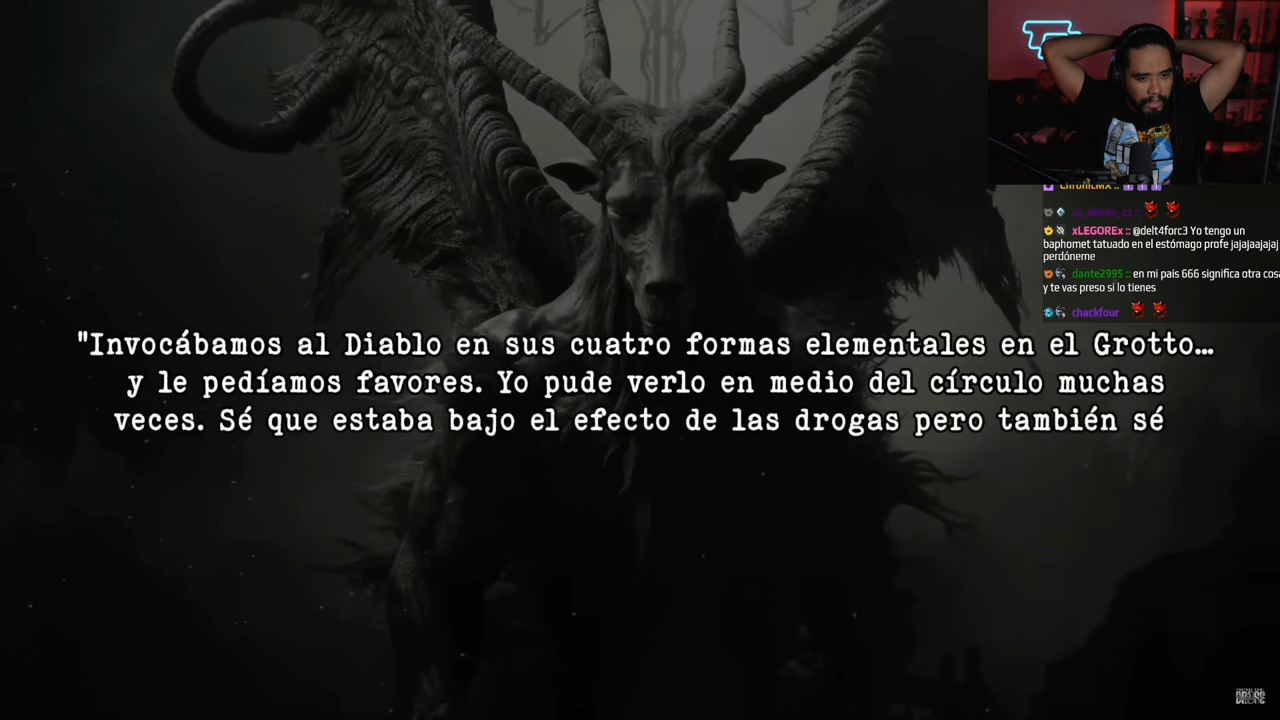 "Invocábamos al Diablo en sus cuatro formas elementales en el Grotto…
y le pedíamos favores. Yo pude verlo en medio del círculo muchas
veces. Sé que estaba bajo el efecto de las drogas pero también sé
ChronicMX ::
xLEGOREx :: @delt4forc3 Yo tengo un
baphomet tatuado en el estómago profe jajajaajajaj
perdóneme
dante2995 :: en mi pais 666 significa otra cosa
y te vas preso si lo tienes
chackfour
DROSS